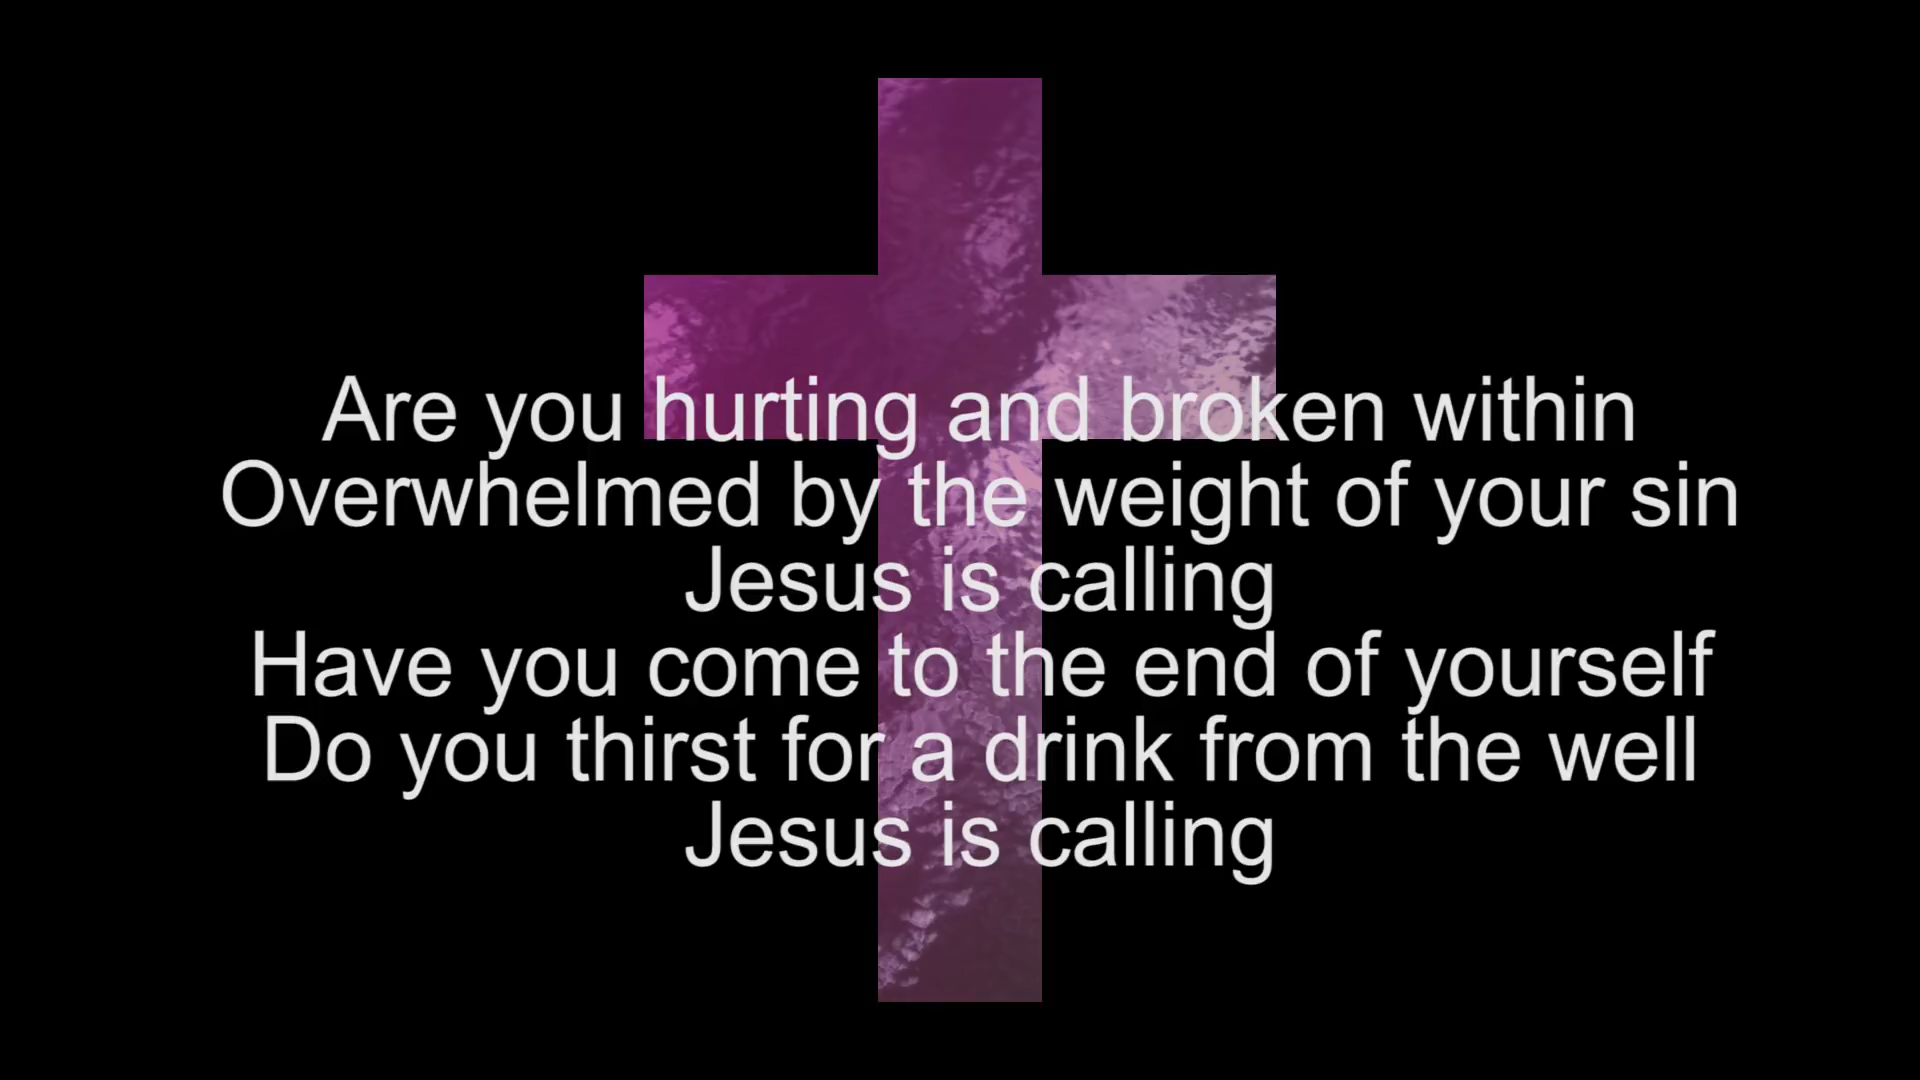 Are you hurting and broken within
Overwhelmed by the weight of your sin
Jesus is calling
Have you come to the end of yourself
Do you thirst for a drink from the well
Jesus is calling